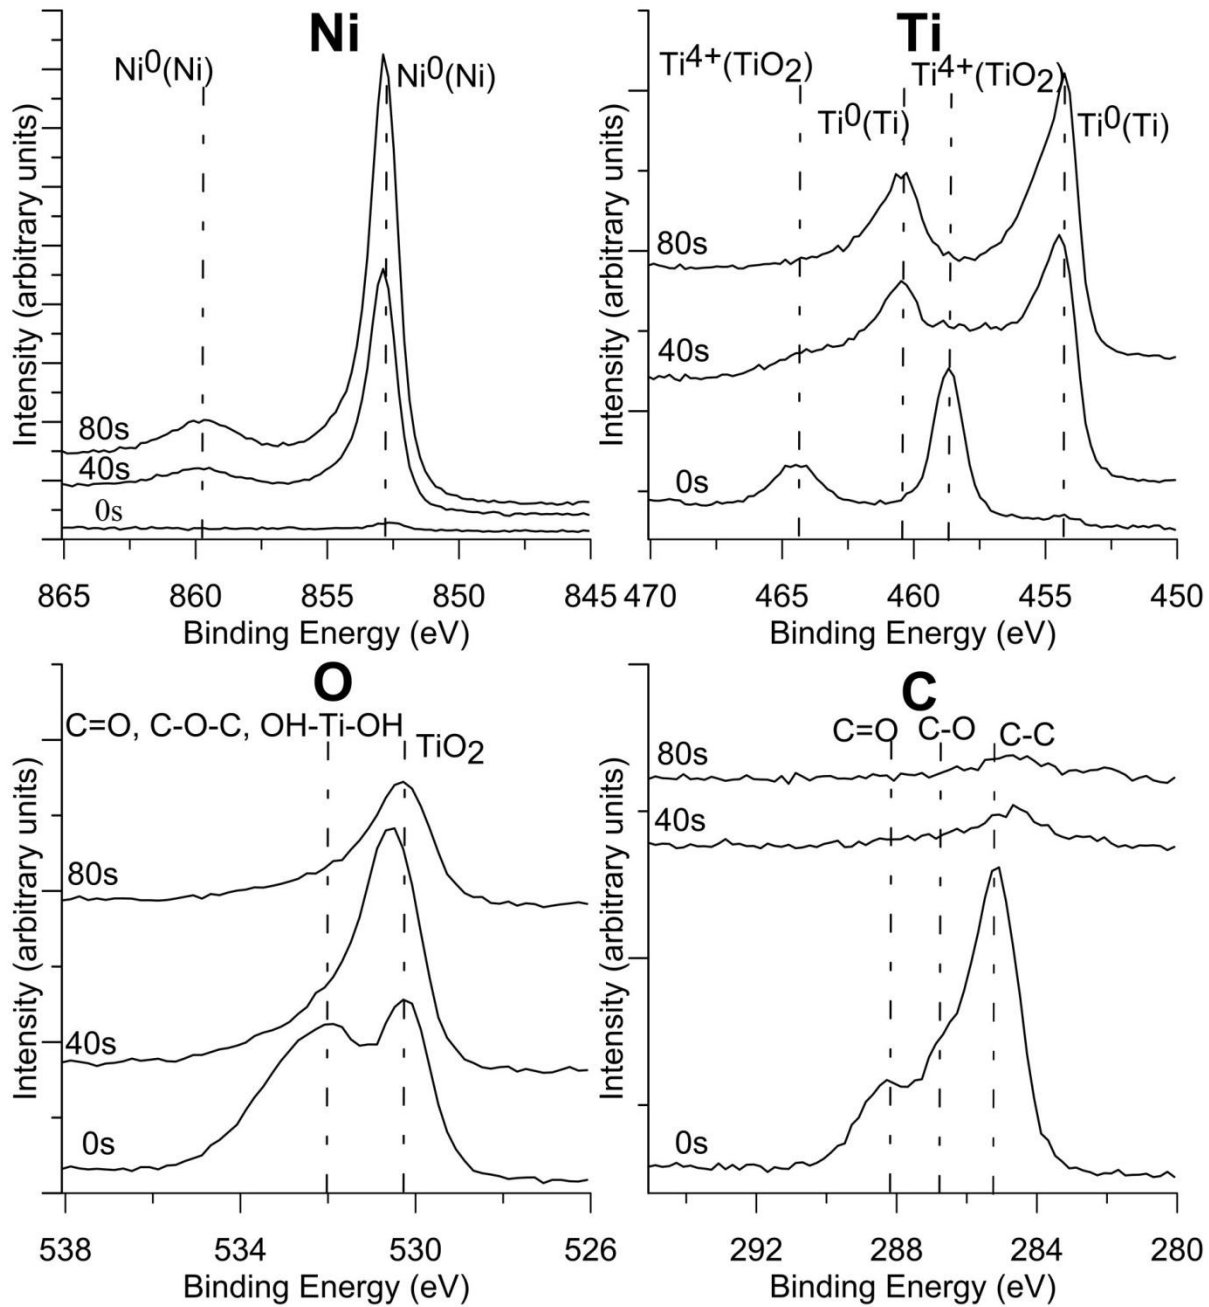 Ni
Ni0(Ni)
Ni0(Ni)
80s
40s
0s
Intensity (arbitrary units)
865 860 855 850 845
Binding Energy (eV)
Ti
Ti4+(TiO2)
Ti4+(TiO2)
Ti0(Ti)
Ti0(Ti)
80s
40s
0s
Intensity (arbitrary units)
470 465 460 455 450
Binding Energy (eV)
O
C=O, C-O-C, OH-Ti-OH
TiO2
80s
40s
0s
Intensity (arbitrary units)
538 534 530 526
Binding Energy (eV)
C
C=O C-O C-C
80s
40s
0s
Intensity (arbitrary units)
292 288 284 280
Binding Energy (eV)